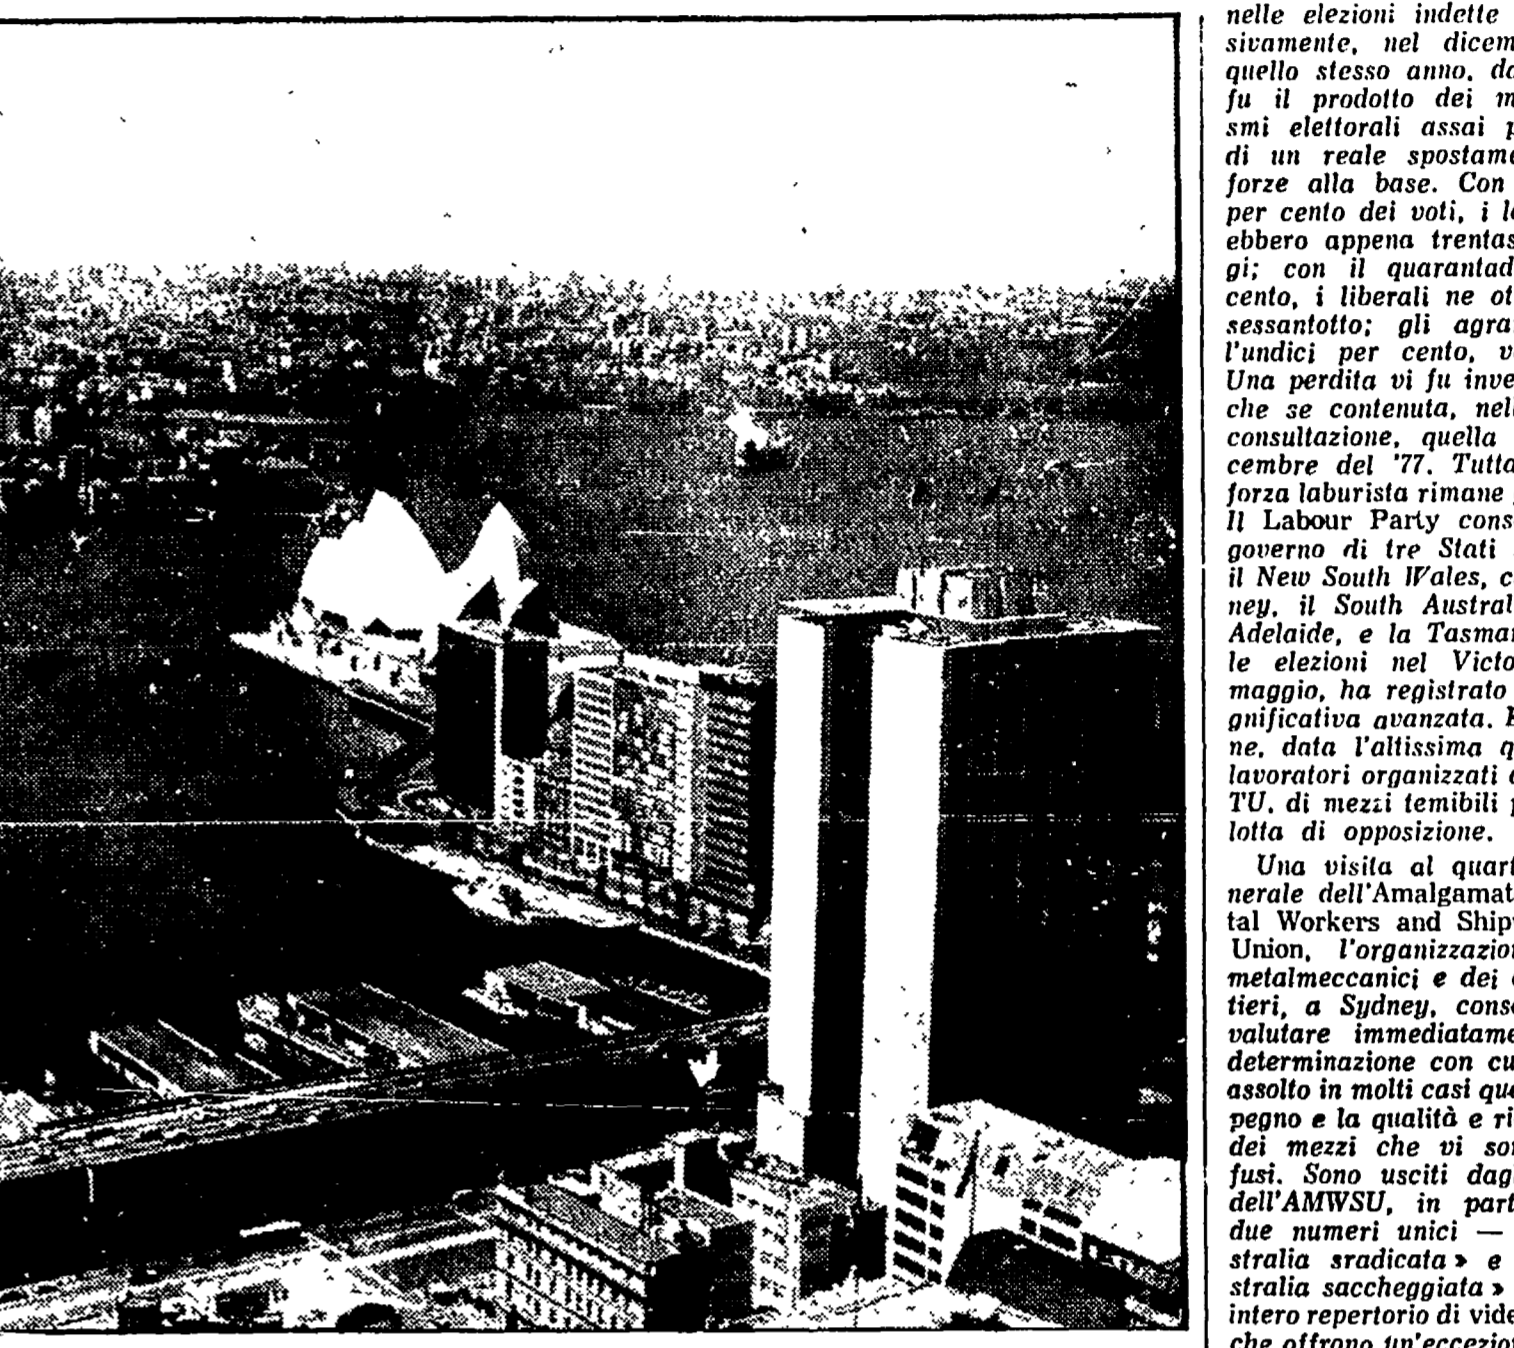 nelle elezioni indette
sivamente, nel dicem
quello stesso anno, da
fu il prodotto dei m
smi elettorali assai p
di un reale spostame
forze alla base. Con
per cento dei voti, i l
ebbero appena trentas
gi; con il quarantad
cento, i liberali ne ot
sessantotto; gli agra
l'undici per cento, v
Una perdita vi fu inve
che se contenuta, nell
consultazione, quella
cembre del '77. Tutta
forza laburista rimane
Il Labour Party cons
governo di tre Stati
il New South Wales, c
ney, il South Austral
Adelaide, e la Tasma
le elezioni nel Victo
maggio, ha registrato
gnificativa avanzata.
ne, data l'altissima q
lavoratori organizzati
TU, di mezzi temibili p
lotta di opposizione.
Una visita al quart
nerale dell'Amalgamat
tal Workers and Ship
Union, l'organizzazion
metalmeccanici e dei
tieri, a Sydney, cons
valutare immediatame
determinazione con cu
assolto in molti casi que
pegno e la qualità e ri
dei mezzi che vi so
fusi. Sono usciti dag
dell'AMWSU, in part
due numeri unici —
stralia sradicata» e
stralia saccheggiata»
intero repertorio di vide
che offrono un'eccezion